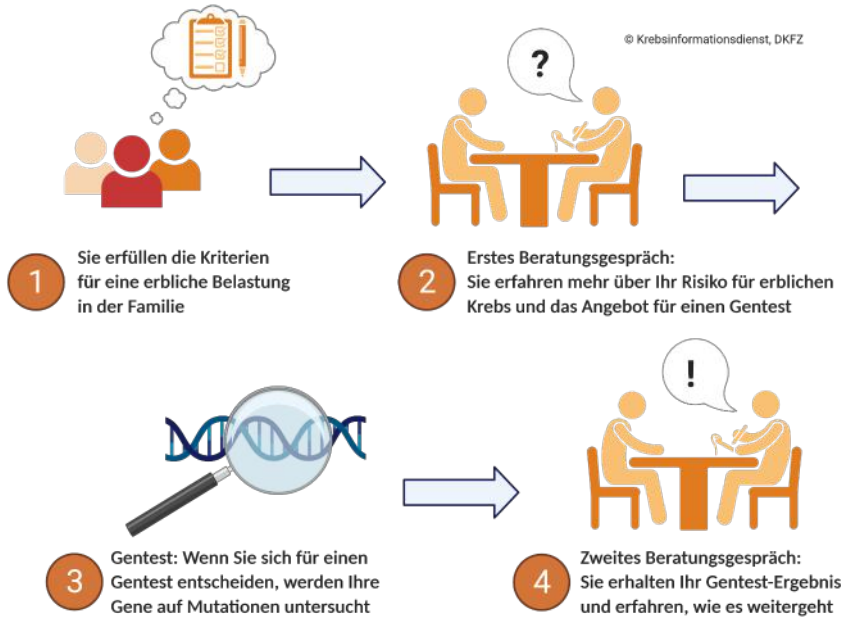 © Krebsinformationsdienst, DKFZ
?
1
Sie erfüllen die Kriterien
für eine erbliche Belastung
in der Familie
2
Erstes Beratungsgespräch:
Sie erfahren mehr über Ihr Risiko für erblichen
Krebs und das Angebot für einen Gentest
!
3
Gentest: Wenn Sie sich für einen
Gentest entscheiden, werden Ihre
Gene auf Mutationen untersucht
4
Zweites Beratungsgespräch:
Sie erhalten Ihr Gentest-Ergebnis
und erfahren, wie es weitergeht